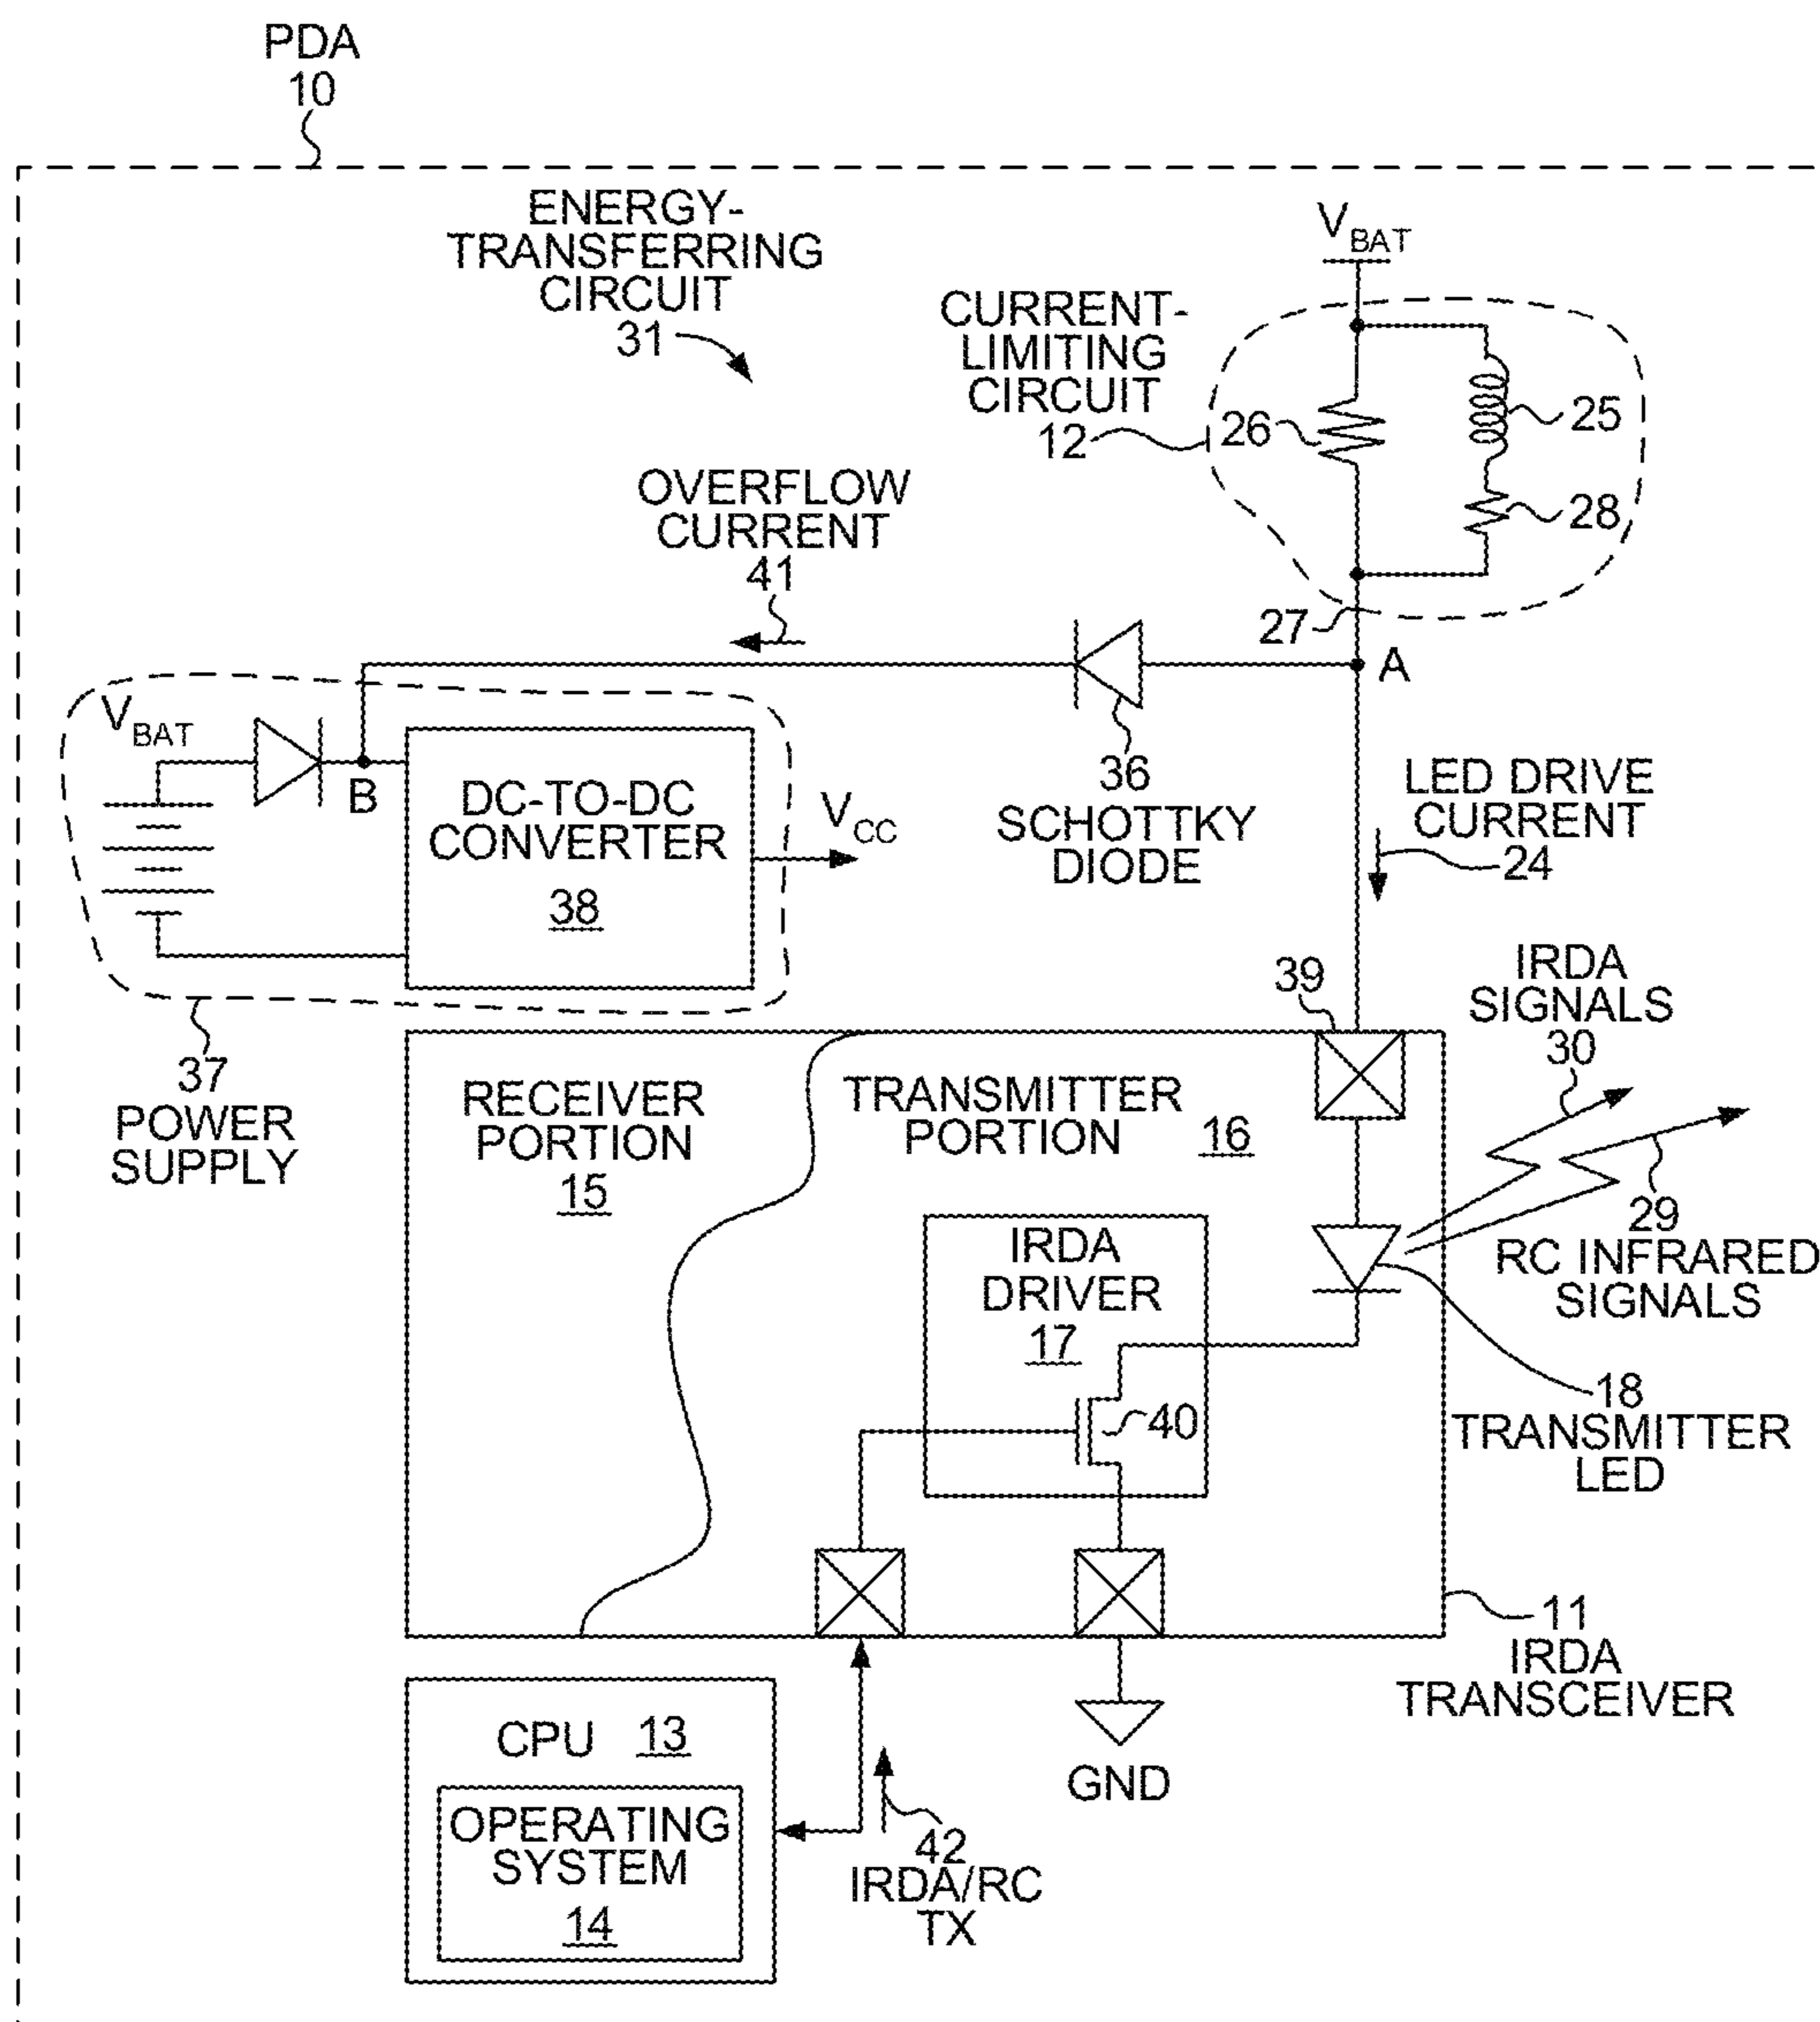 PDA
10
ENERGY-
TRANSFERRING
CIRCUIT
31
VBAT
CURRENT-
LIMITING
CIRCUIT
12
26
25
28
OVERFLOW
CURRENT
41
27
A
VBAT
B
DC-TO-DC
CONVERTER
38
VCC
36
SCHOTTKY
DIODE
LED DRIVE
CURRENT
24
37
POWER
SUPPLY
39
IRDA
SIGNALS
30
RECEIVER
PORTION
15
TRANSMITTER
PORTION
16
29
RC INFRARED
SIGNALS
IRDA
DRIVER
17
40
18
TRANSMITTER
LED
11
IRDA
TRANSCEIVER
CPU 13
OPERATING
SYSTEM
14
42
IRDA/RC
TX
GND